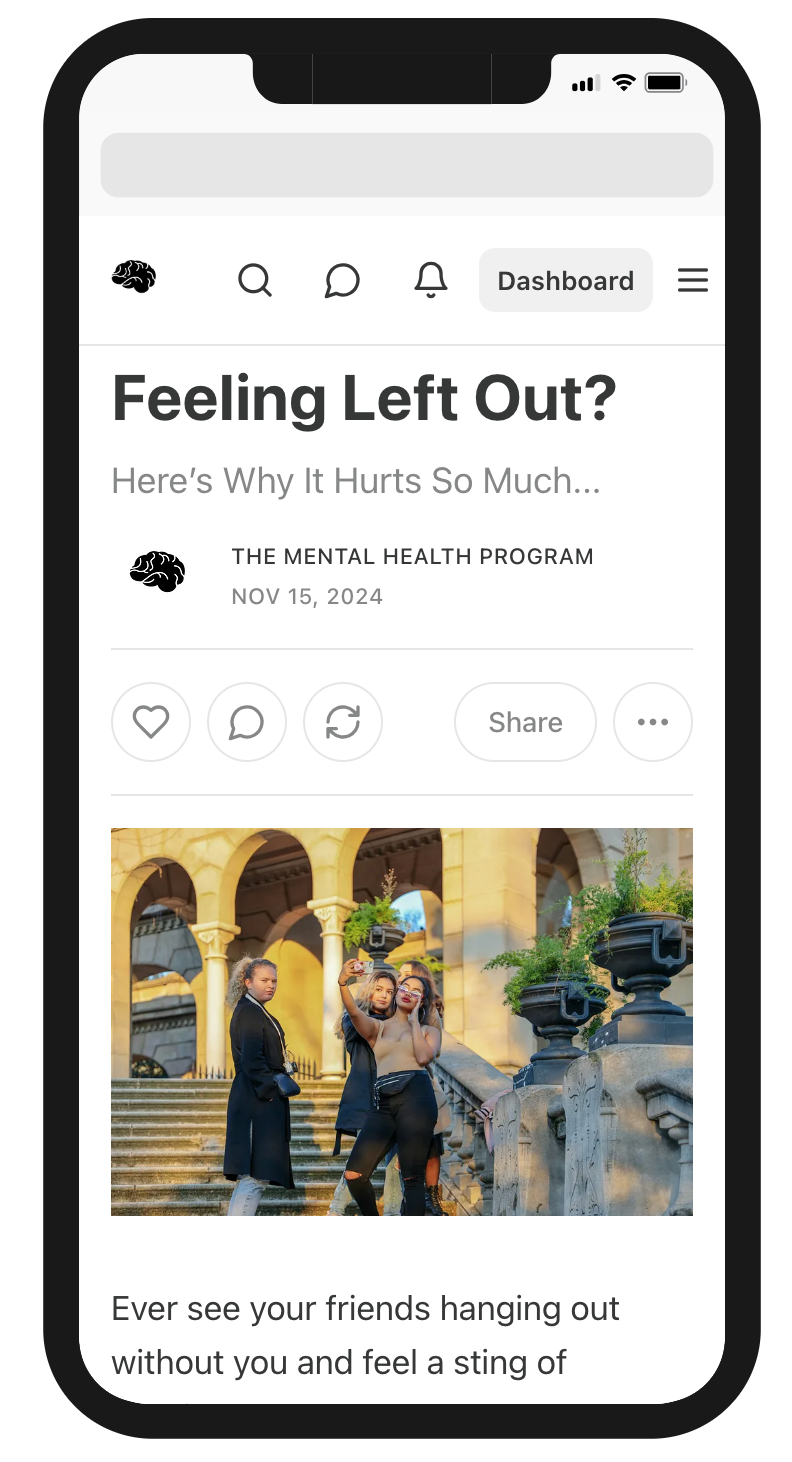 Dashboard
Feeling Left Out?
Here's Why It Hurts So Much...
THE MENTAL HEALTH PROGRAM
NOV 15, 2024
Share
Ever see your friends hanging out
without you and feel a sting of